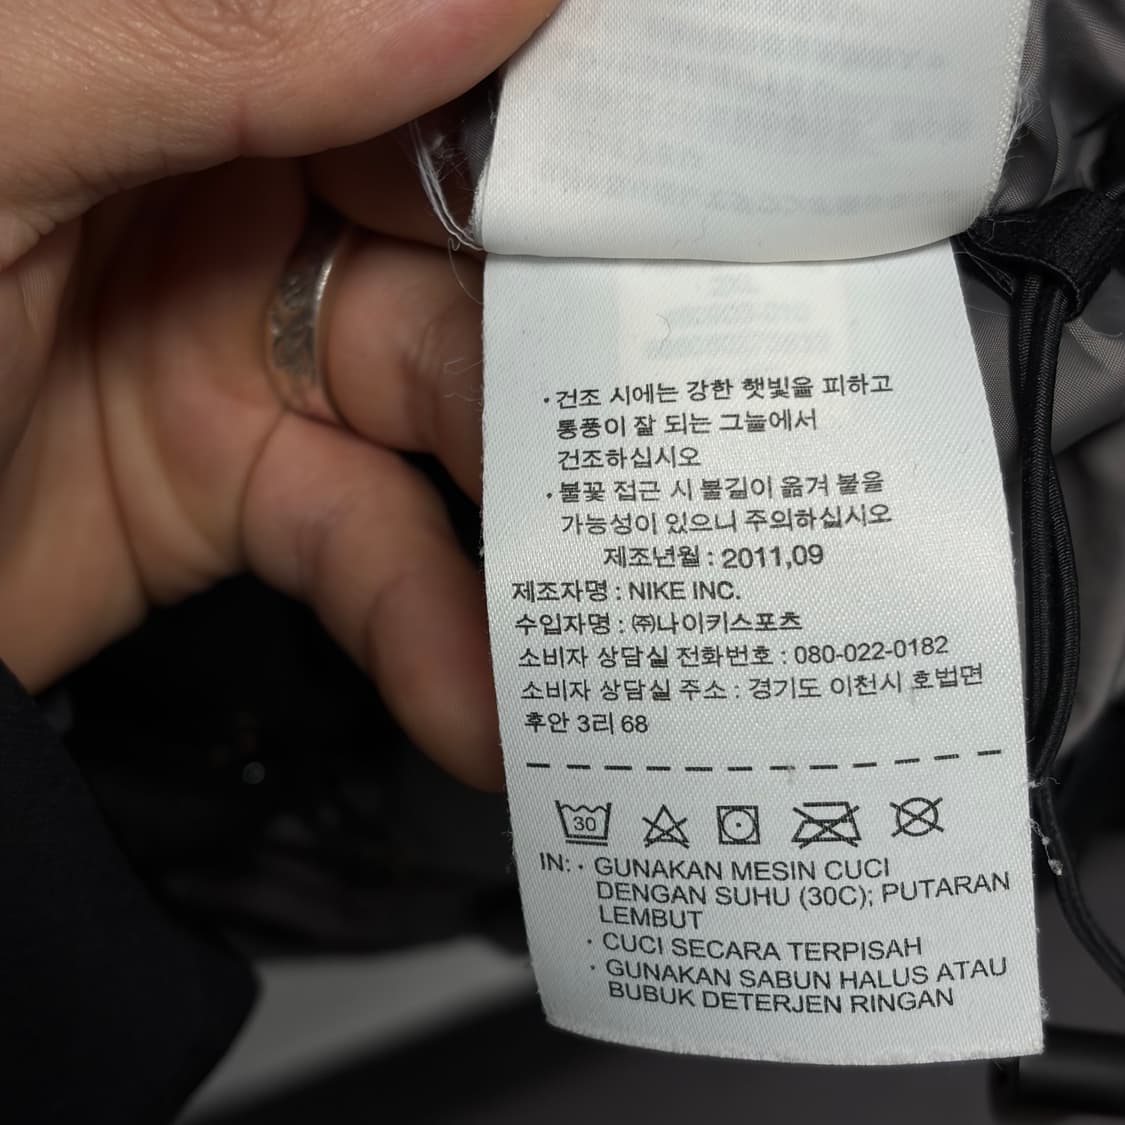 · 건조 시에는 강한 햇빛을 피하고
통풍이 잘 되는 그늘에서
건조하십시오
· 불꽃 접근 시 불길이 옮겨 붙을
가능성이 있으니 주의하십시오
제조년월 : 2011,09
제조자명 : NIKE INC.
수입자명 : ㈜나이키스포츠
소비자 상담실 전화번호 : 080-022-0182
소비자 상담실 주소 : 경기도 이천시 호법면
후안 3리 68
30
IN: · GUNAKAN MESIN CUCI
DENGAN SUHU (30C); PUTARAN
LEMBUT
· CUCI SECARA TERPISAH
· GUNAKAN SABUN HALUS ATAU
BUBUK DETERJEN RINGAN